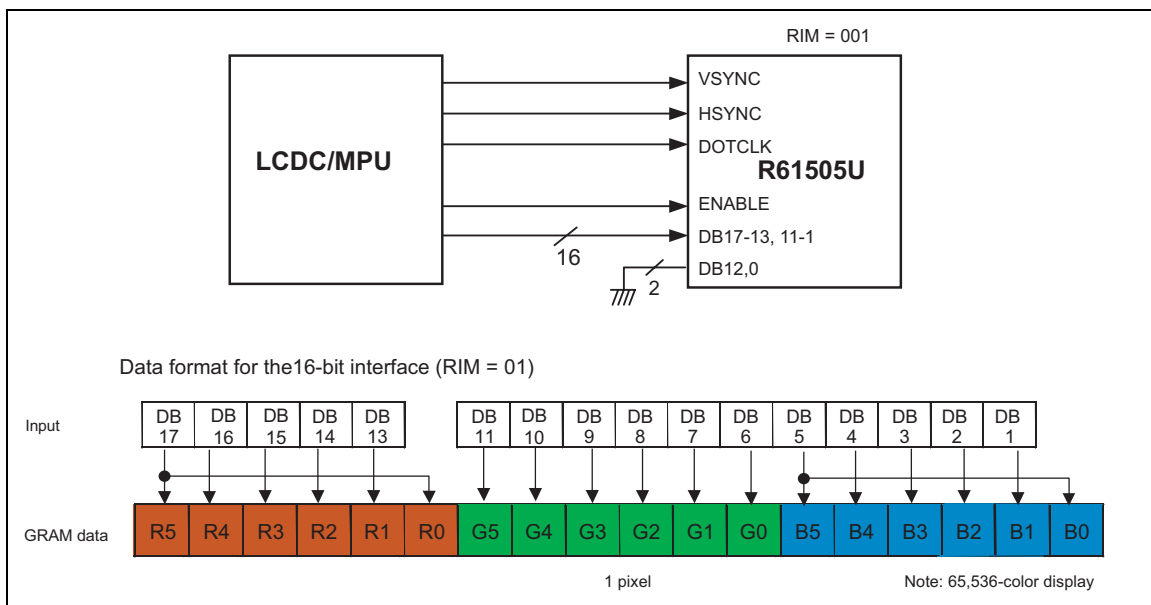 RIM = 001
LCDC/MPU
VSYNC
HSYNC
DOTCLK
R61505U
ENABLE
DB17-13, 11-1
16
DB12,0
2
Data format for the16-bit interface (RIM = 01)
Input
DB 17 DB 16 DB 15 DB 14 DB 13 DB 11 DB 10 DB 9 DB 8 DB 7 DB 6 DB 5 DB 4 DB 3 DB 2 DB 1
GRAM data
R5 R4 R3 R2 R1 R0 G5 G4 G3 G2 G1 G0 B5 B4 B3 B2 B1 B0
1 pixel
Note: 65,536-color display